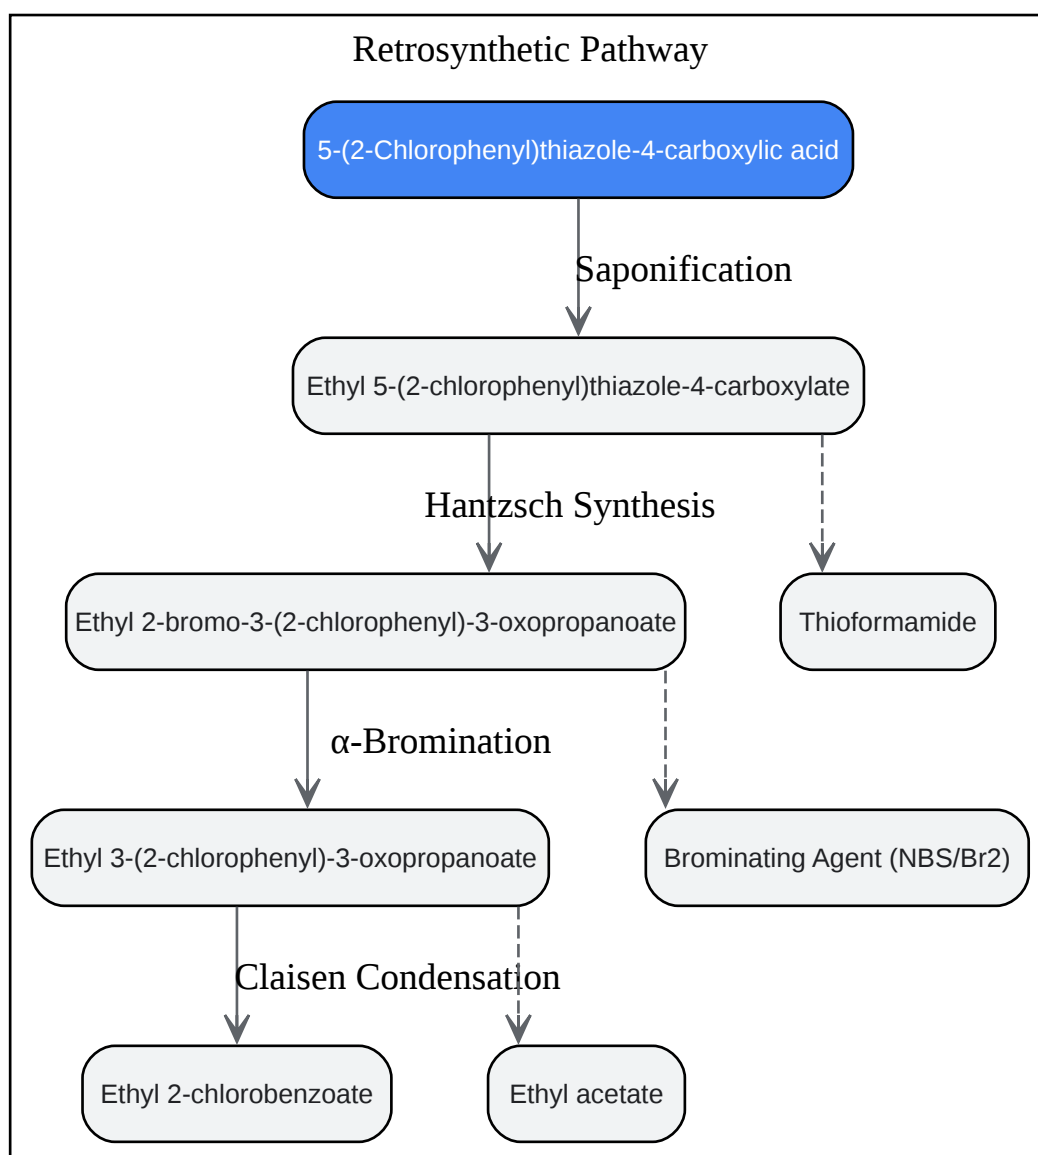 Retrosynthetic Pathway
5-(2-Chlorophenyl)thiazole-4-carboxylic acid
Saponification
Ethyl 5-(2-chlorophenyl)thiazole-4-carboxylate
Hantzsch Synthesis
Ethyl 2-bromo-3-(2-chlorophenyl)-3-oxopropanoate
Thioformamide
α-Bromination
Ethyl 3-(2-chlorophenyl)-3-oxopropanoate
Brominating Agent (NBS/Br2)
Claisen Condensation
Ethyl 2-chlorobenzoate
Ethyl acetate